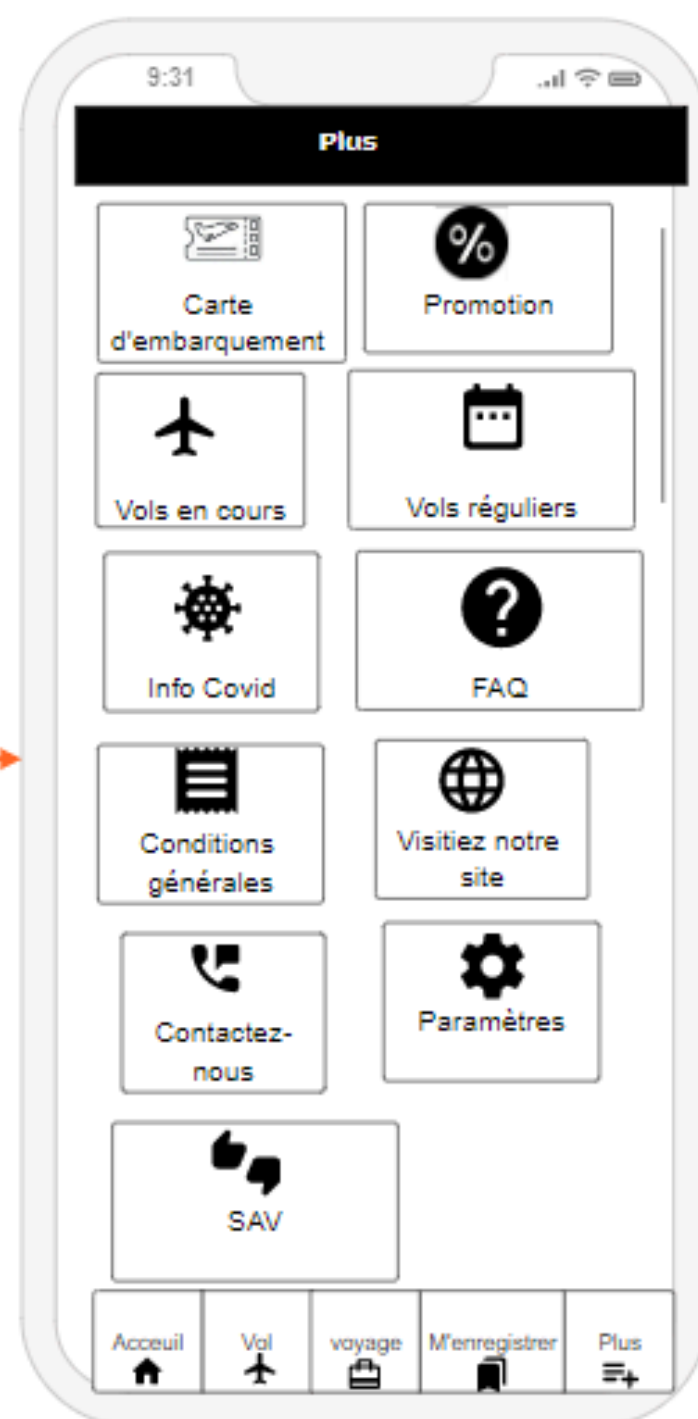 9:31
Plus
Carte
d'embarquement
Promotion
Vols en cours
Vols réguliers
Info Covid
FAQ
Conditions
générales
Visitiez notre
site
Contactez-
nous
Paramètres
SAV
Acceuil
Vol
voyage
M'enregistrer
Plus